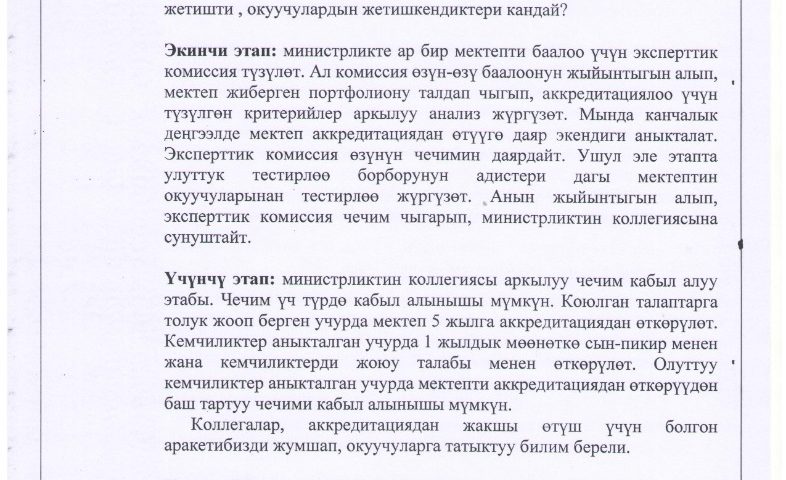 жетишти , окуучулардын жетишкендиктери кандай?
Экинчи этап: министрликте ар бир мектепти баалоо үчүн эксперттик
комиссия түзүлөт. Ал комиссия өзүн-өзү баалоонун жыйынтыгын алып,
мектеп жиберген портфолиону талдап чыгып, аккредитациялоо үчүн
түзүлгөн критерийлер аркылуу анализ жүргүзөт. Мында канчалык
деңгээлде мектеп аккредитациядан өтүүгө даяр экендиги аныкталат.
Эксперттик комиссия өзүнүн чечимин даярдайт. Ушул эле этапта
улуттук тестирлөө борборунун адистери дагы мектептин
окуучуларынан тестирлөө жүргүзөт. Анын жыйынтыгын алып,
эксперттик комиссия чечим чыгарып, министрликтин коллегиясына
сунуштайт.
Үчүнчү этап: министрликтин коллегиясы аркылуу чечим кабыл алуу
этабы. Чечим үч түрдө кабыл алынышы мүмкүн. Коюлган талаптарга
толук жооп берген учурда мектеп 5 жылга аккредитациядан өткөрүлөт.
Кемчиликтер аныкталган учурда 1 жылдык мөөнөткө сын-пикир менен
жана кемчиликтерди жоюу талабы менен өткөрүлөт. Олуттуу
кемчиликтер аныкталган учурда мектепти аккредитациядан өткөрүүдөн
баш тартуу чечими кабыл алынышы мүмкүн.
Коллегалар, аккредитациядан жакшы өтүш үчүн болгон
аракетибизди жумшап, окуучуларга татыктуу билим берели.